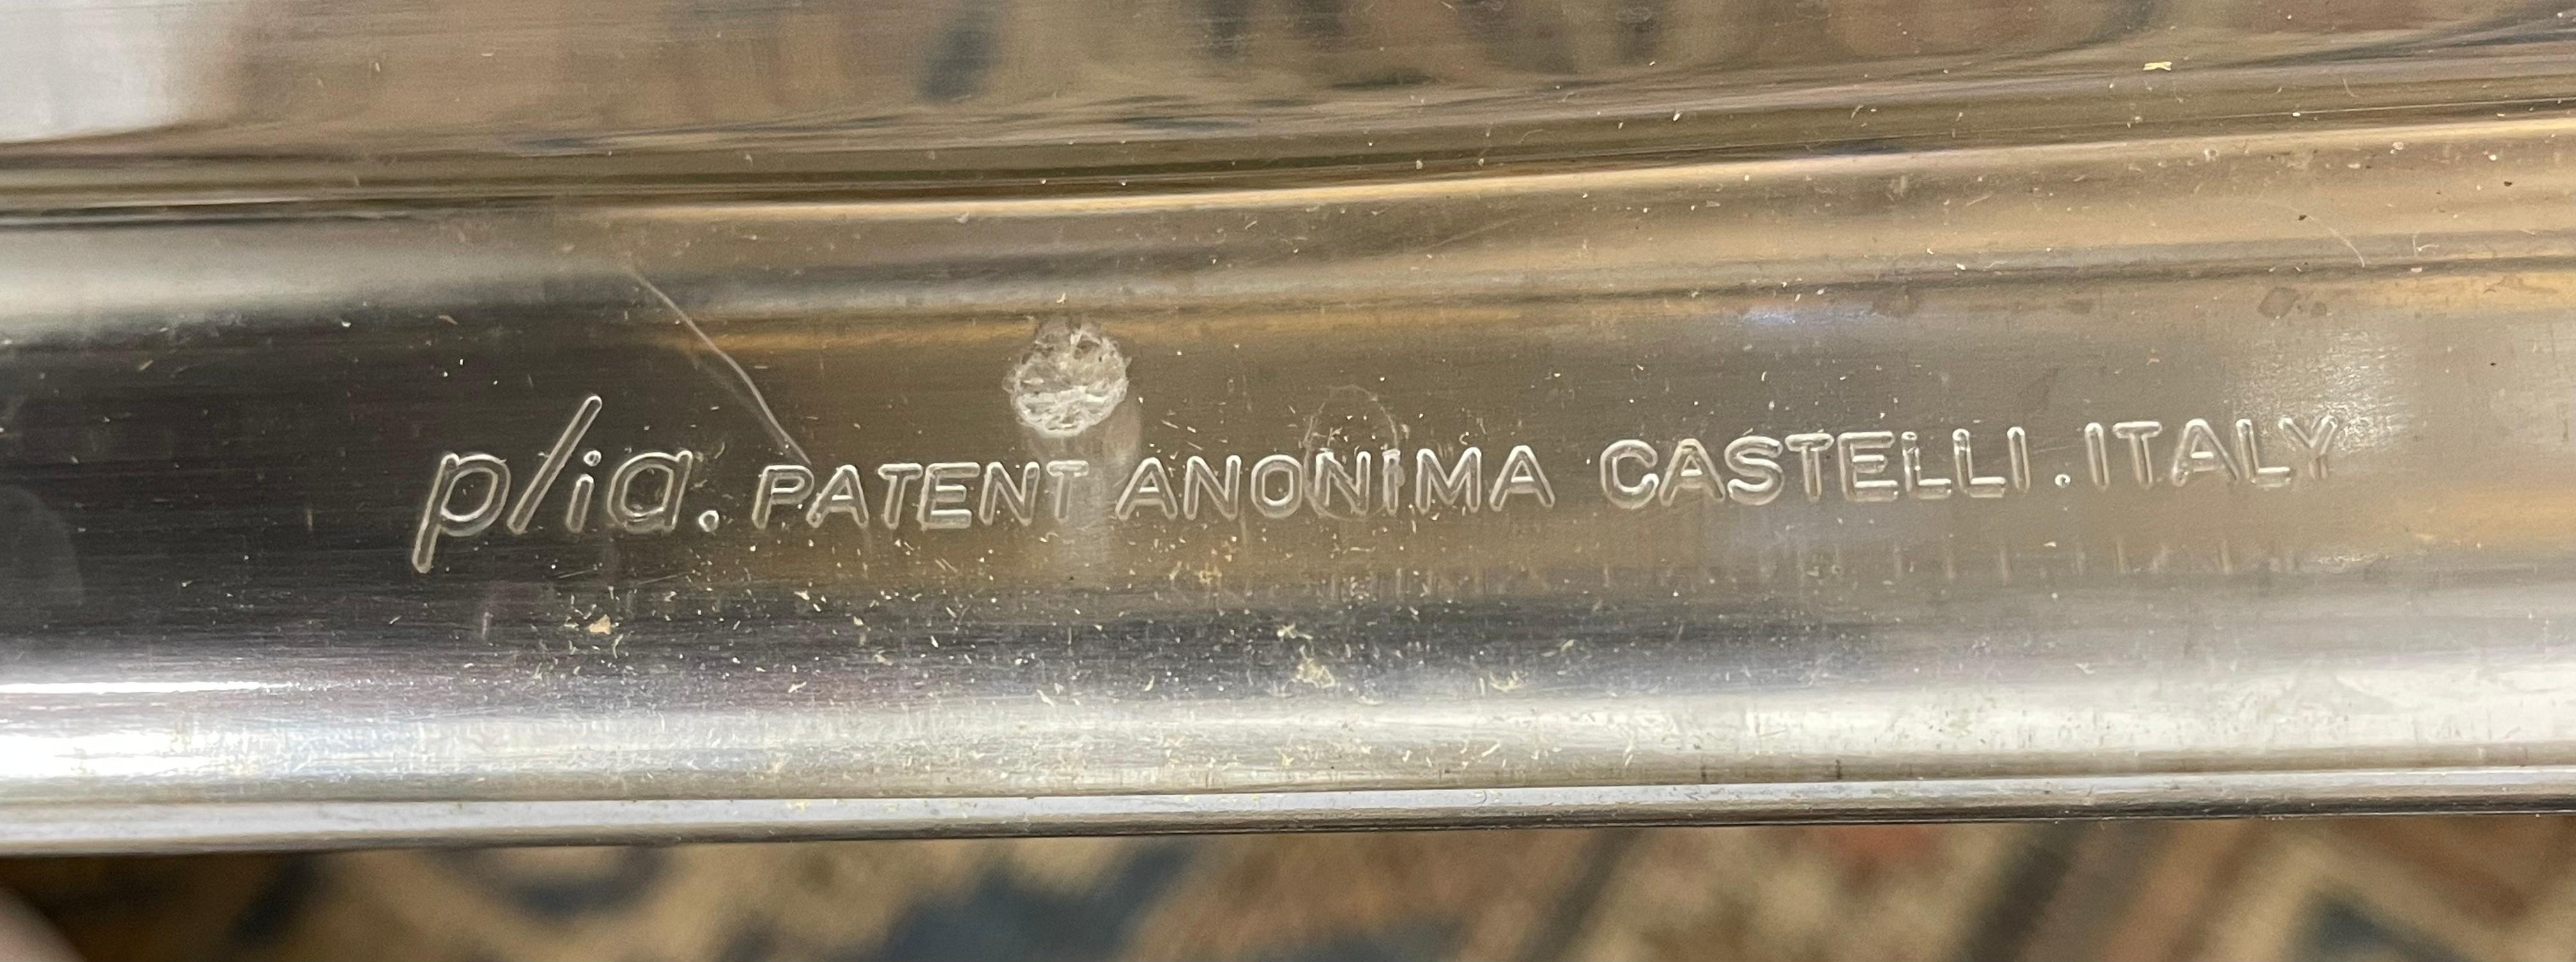 p/ia. PATENT ANONIMA CASTELLI . ITALY